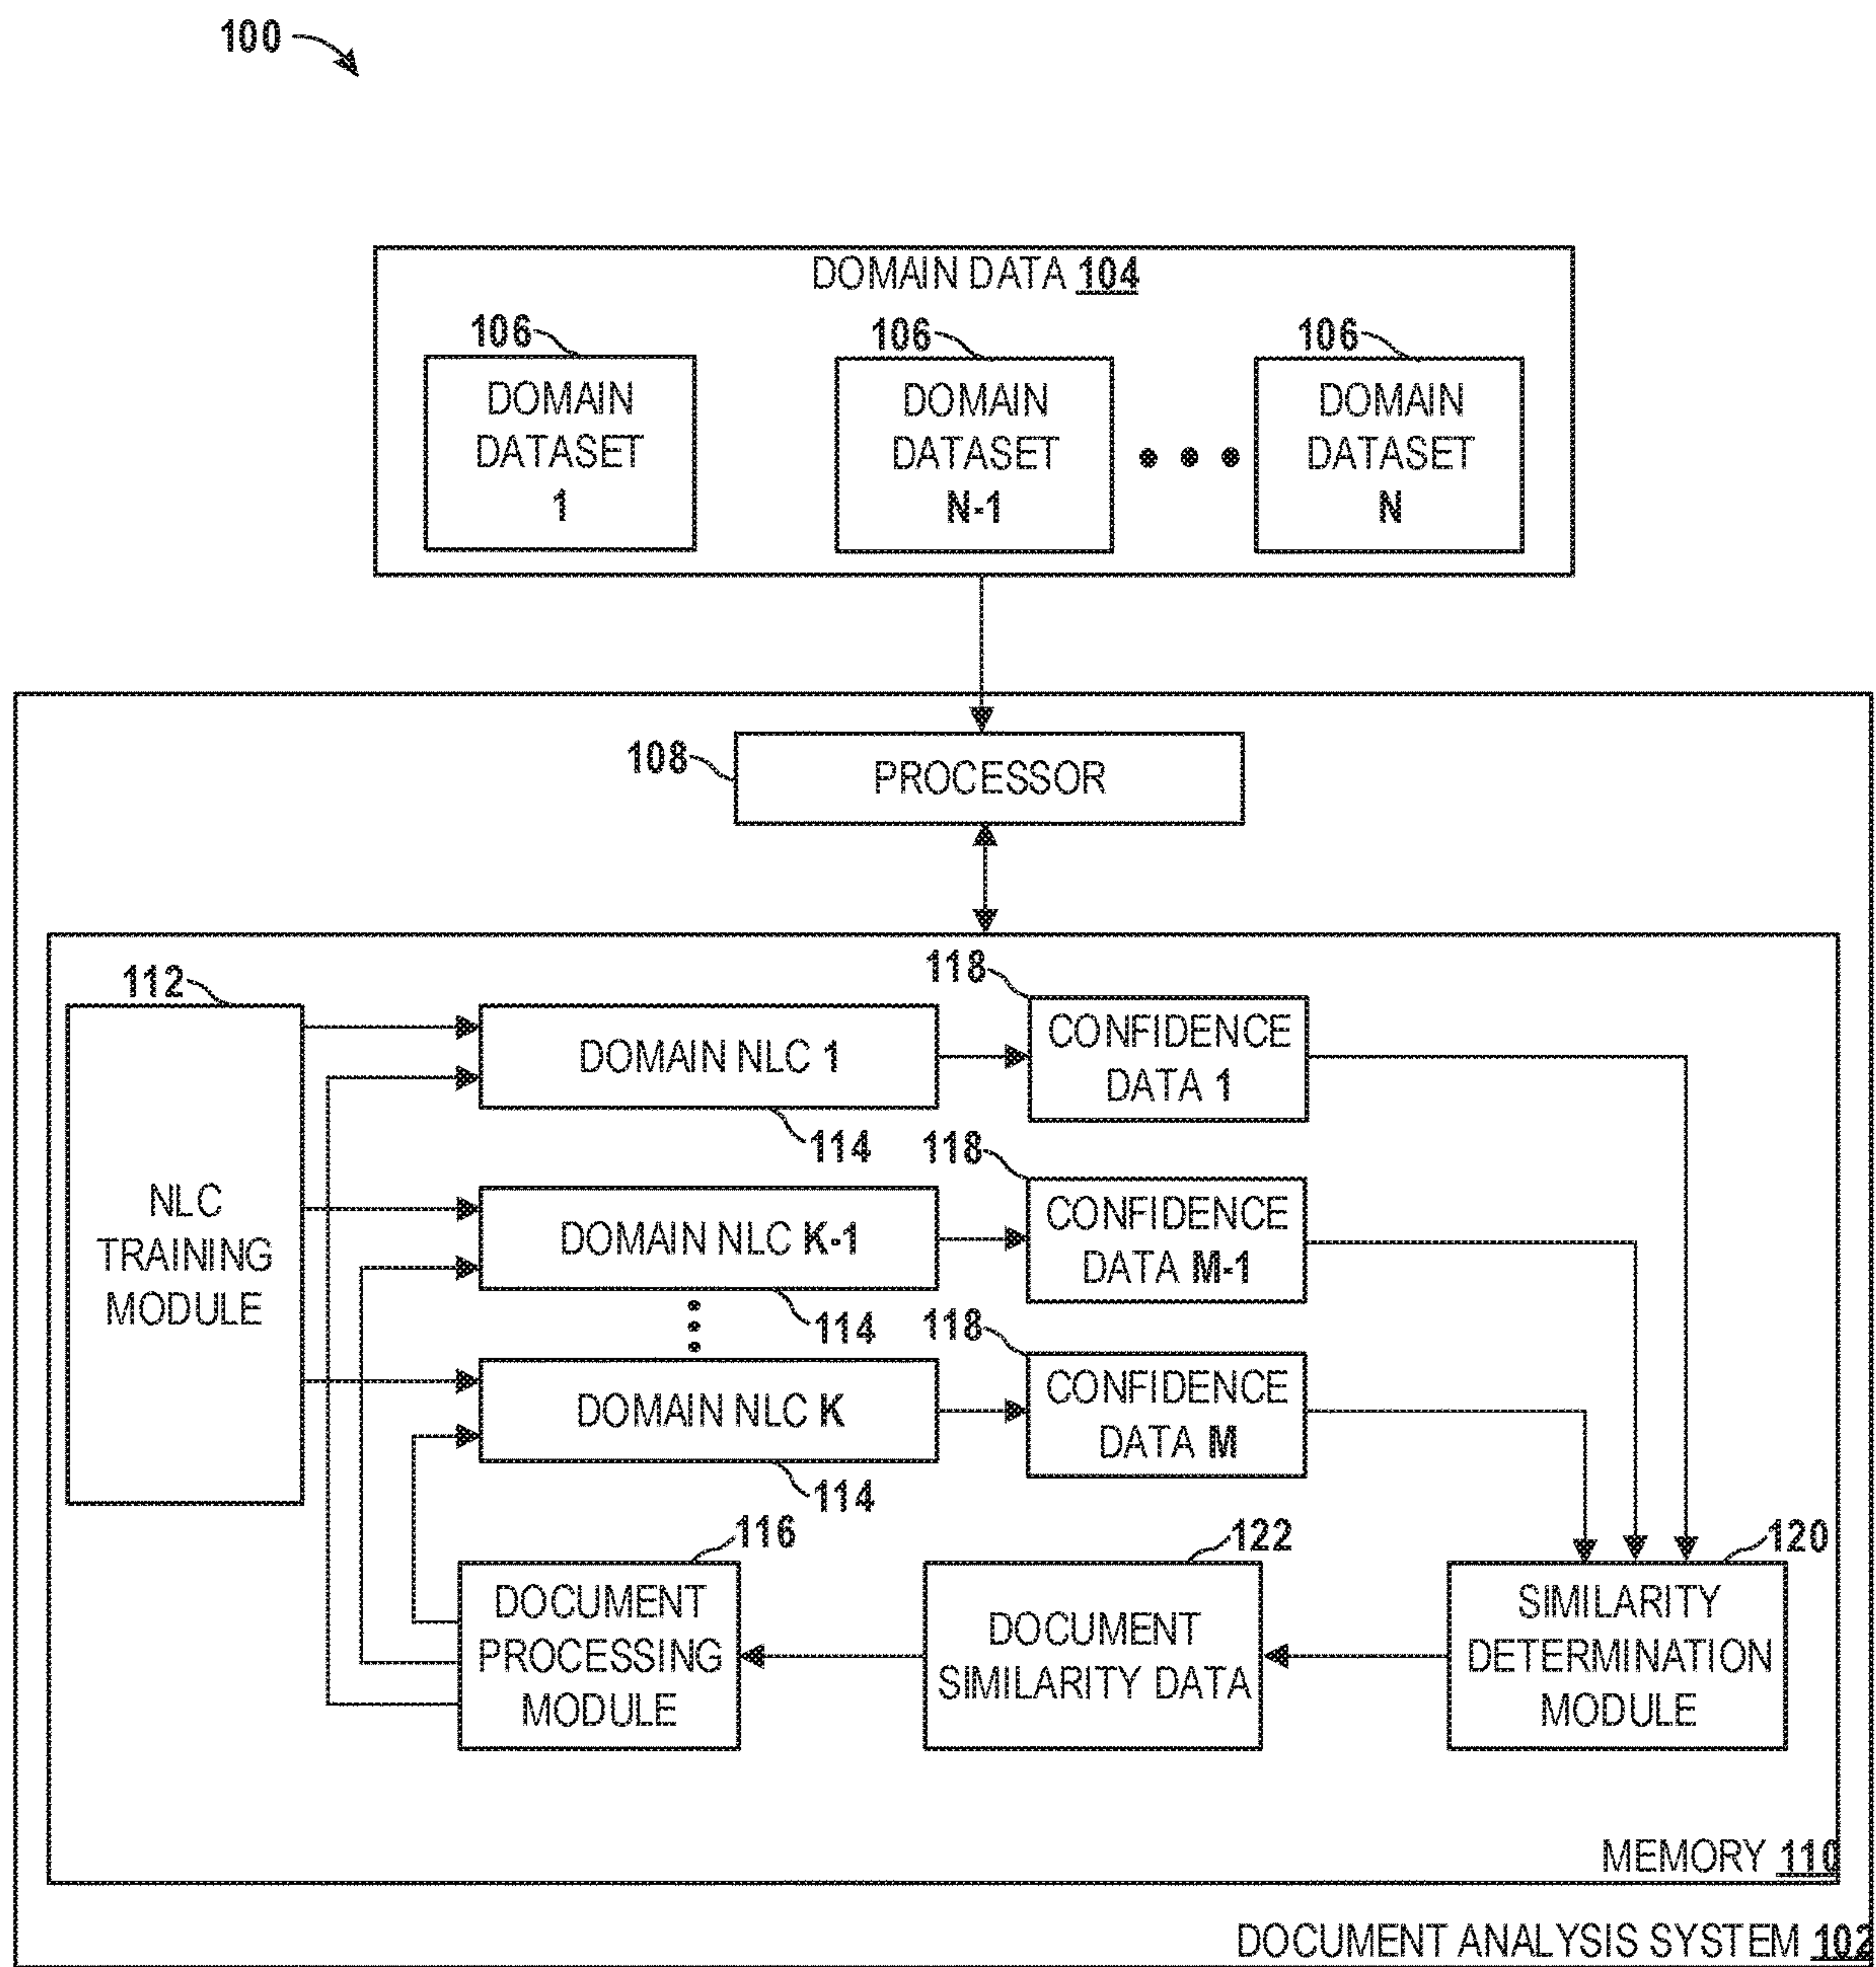 100
DOMAIN DATA 104
106
106
106
DOMAIN
DATASET
1
DOMAIN
DATASET
N-1
DOMAIN
DATASET
N
108
PROCESSOR
112
NLC
TRAINING
MODULE
DOMAIN NLC 1
114
118
CONFIDENCE
DATA 1
DOMAIN NLC K-1
114
118
CONFIDENCE
DATA M-1
DOMAIN NLC K
114
118
CONFIDENCE
DATA M
116
DOCUMENT
PROCESSING
MODULE
122
DOCUMENT
SIMILARITY DATA
120
SIMILARITY
DETERMINATION
MODULE
MEMORY 110
DOCUMENT ANALYSIS SYSTEM 102